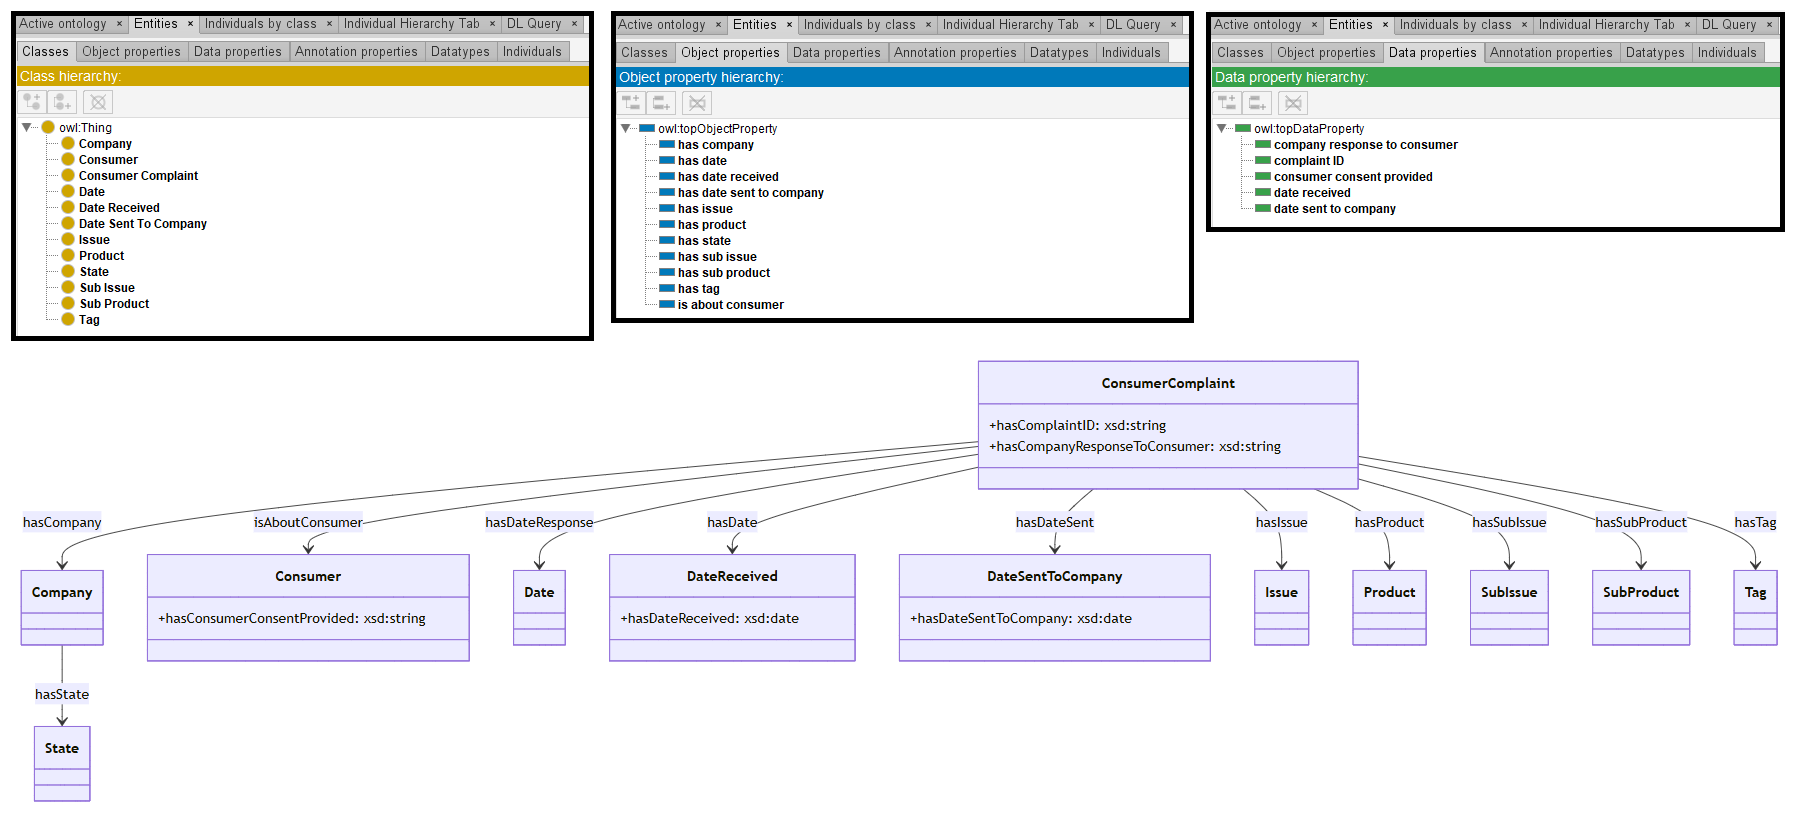 Active ontology × Entities × Individuals by class × Individual Hierarchy Tab × DL Query ×
Classes Object properties Data properties Annotation properties Datatypes Individuals
Class hierarchy:
owl:Thing
Company
Consumer
Consumer Complaint
Date
Date Received
Date Sent To Company
Issue
Product
State
Sub Issue
Sub Product
Tag
Active ontology × Entities × Individuals by class × Individual Hierarchy Tab × DL Query ×
Classes Object properties Data properties Annotation properties Datatypes Individuals
Object property hierarchy:
owl:topObjectProperty
has company
has date
has date received
has date sent to company
has issue
has product
has state
has sub issue
has sub product
has tag
is about consumer
Active ontology × Entities × Individuals by class × Individual Hierarchy Tab × DL Query ×
Classes Object properties Data properties Annotation properties Datatypes Individuals
Data property hierarchy:
owl:topDataProperty
company response to consumer
complaint ID
consumer consent provided
date received
date sent to company
ConsumerComplaint
+hasComplaintID: xsd:string
+hasCompanyResponseToConsumer: xsd:string
hasCompany isAboutConsumer hasDateResponse hasDate hasDateSent hasIssue hasProduct hasSubIssue hasSubProduct hasTag
Company Consumer Date DateReceived DateSentToCompany Issue Product SubIssue SubProduct Tag
+hasConsumerConsentProvided: xsd:string +hasDateReceived: xsd:date +hasDateSentToCompany: xsd:date
hasState
State